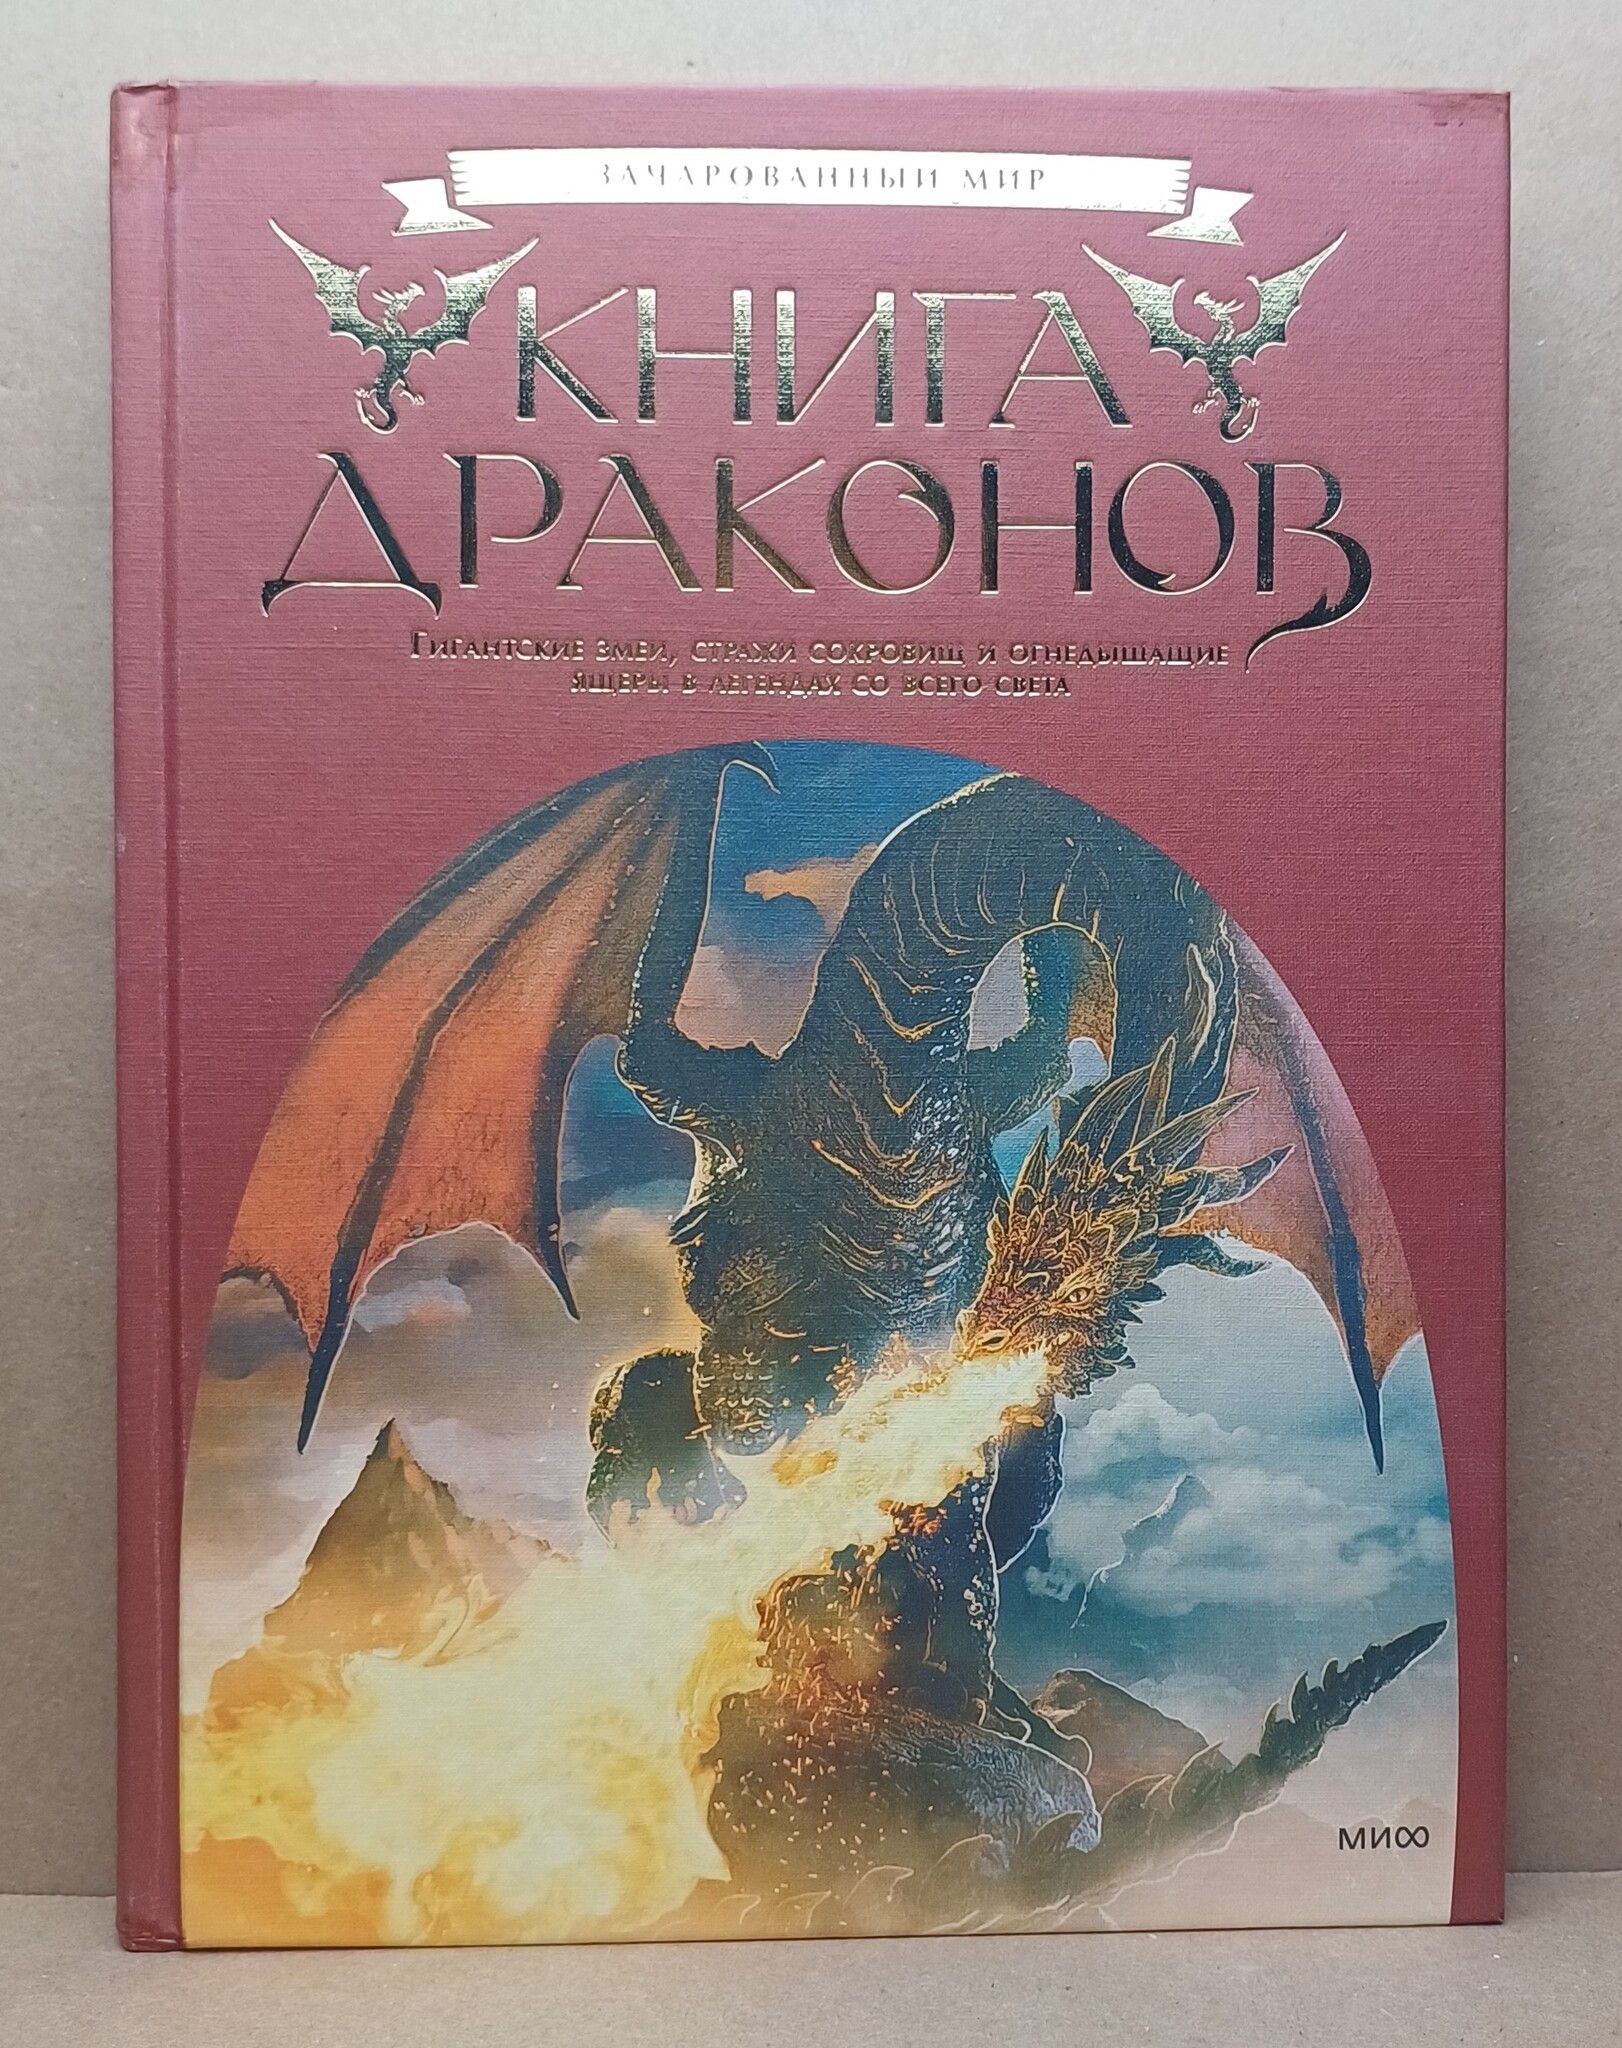 ЗАЧАРОВАННЫЙ МИР
КНИГА
ДРАКОНОВ
Гигантские змеи, стражи сокровищ и огнедышащие
ящеры в легендах со всего света
МИФ